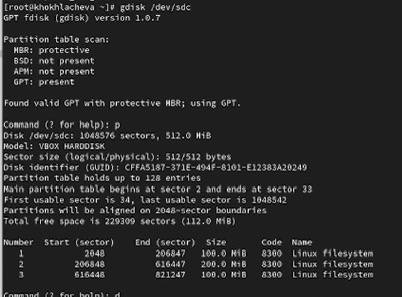 [root@khokhlacheva ~]# gdisk /dev/sdc
GPT fdisk (gdisk) version 1.0.7
Partition table scan:
MBR: protective
BSD: not present
APM: not present
GPT: present
Found valid GPT with protective MBR; using GPT.
Command (? for help): p
Disk /dev/sdc: 1048576 sectors, 512.0 MiB
Model: VBOX HARDDISK
Sector size (logical/physical): 512/512 bytes
Disk identifier (GUID): CFFA5187-371E-494F-8101-E12383A20249
Partition table holds up to 128 entries
Main partition table begins at sector 2 and ends at sector 33
First usable sector is 34, last usable sector is 1048542
Partitions will be aligned on 2048-sector boundaries
Total free space is 229309 sectors (112.0 MiB)
Number Start (sector) End (sector) Size Code Name
1 2048 206847 100.0 MiB 8300 Linux filesystem
2 206848 616447 200.0 MiB 8300 Linux filesystem
3 616448 821247 100.0 MiB 8300 Linux filesystem
Command (? for help): d